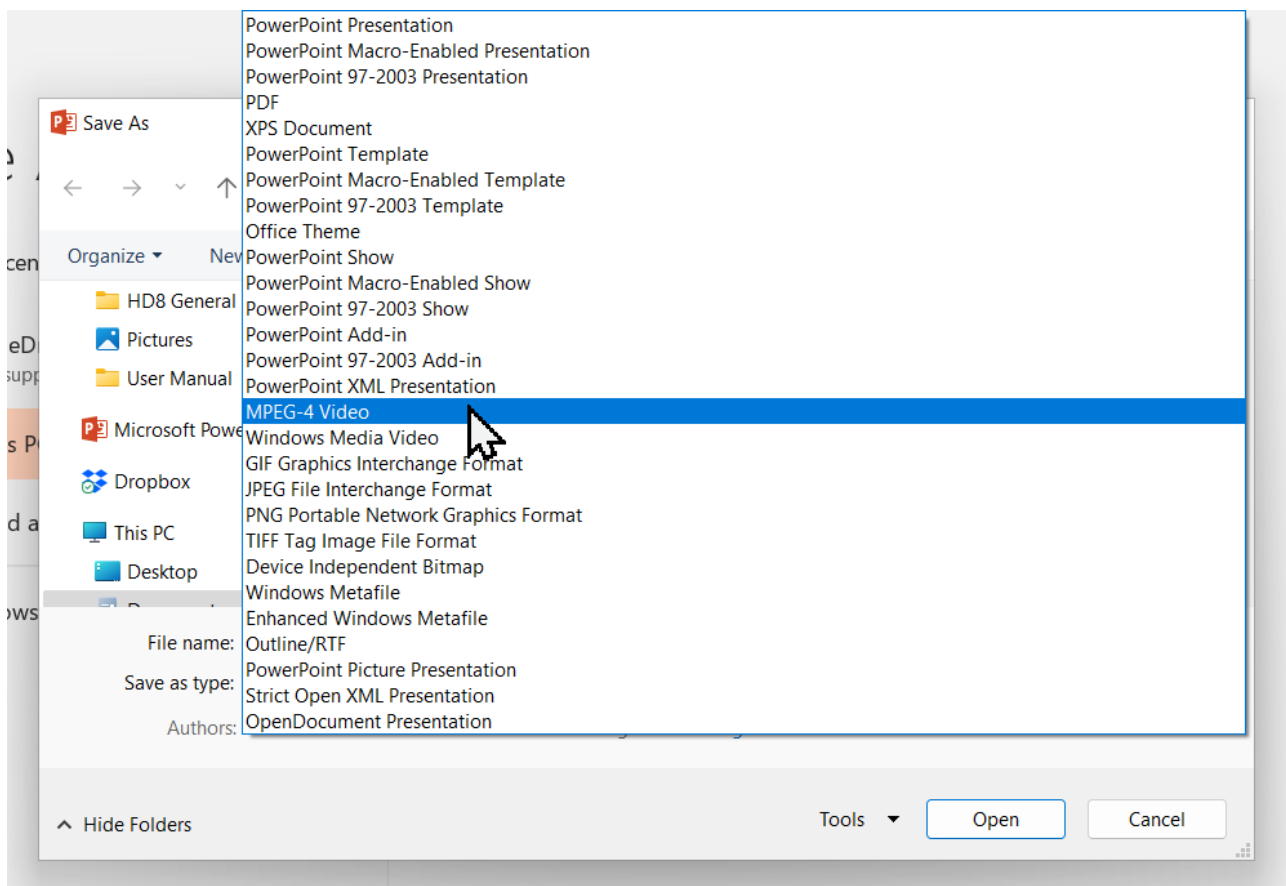 PowerPoint Presentation
PowerPoint Macro-Enabled Presentation
PowerPoint 97-2003 Presentation
PDF
Save As
XPS Document
PowerPoint Template
PowerPoint Macro-Enabled Template
PowerPoint 97-2003 Template
Office Theme
Organize
PowerPoint Show
PowerPoint Macro-Enabled Show
HD8 General
PowerPoint 97-2003 Show
Pictures
PowerPoint Add-in
PowerPoint 97-2003 Add-in
User Manual
PowerPoint XML Presentation
MPEG-4 Video
Microsoft
Windows Media Video
GIF Graphics Interchange Format
Dropbox
JPEG File Interchange Format
PNG Portable Network Graphics Format
This PC
TIFF Tag Image File Format
Desktop
Device Independent Bitmap
Windows Metafile
Enhanced Windows Metafile
File name:
Outline/RTF
PowerPoint Picture Presentation
Save as type:
Strict Open XML Presentation
Authors:
OpenDocument Presentation
Hide Folders
Tools
Open
Cancel